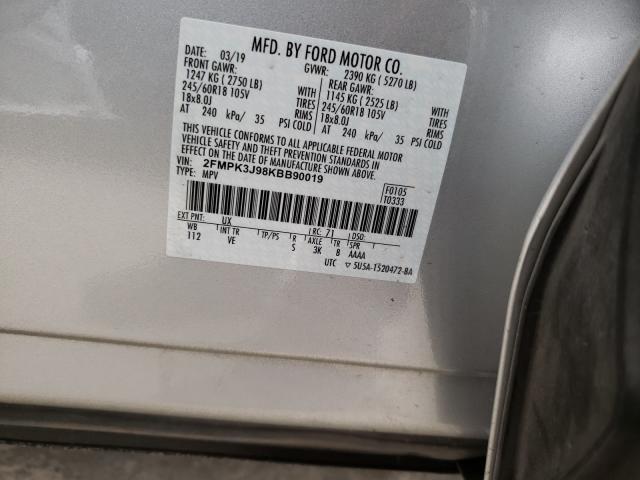 MFD. BY FORD MOTOR CO.
DATE: 03/19 GVWR: 2390 KG ( 5270 LB)
FRONT GAWR: REAR GAWR:
1247 KG ( 2750 LB) WITH 1145 KG ( 2525 LB) WITH
245/60R18 105V TIRES 245/60R18 105V TIRES
18x8.0J RIMS 18x8.0J RIMS
AT 240 kPa/ 35 PSI COLD AT 240 kPa/ 35 PSI COLD
THIS VEHICLE CONFORMS TO ALL APPLICABLE FEDERAL MOTOR
VEHICLE SAFETY AND THEFT PREVENTION STANDARDS IN
EFFECT ON THE DATE OF MANUFACTURE SHOWN ABOVE.
VIN: 2FMPK3J98KBB90019
TYPE: MPV
F0105
T0333
EXT PNT: UX RC: 71 DSO:
WB INT TR TP/PS R AXLE TR SPR
112 VE S 3K 8 AAAA
UTC ▽ 5U5A-1520472-BA